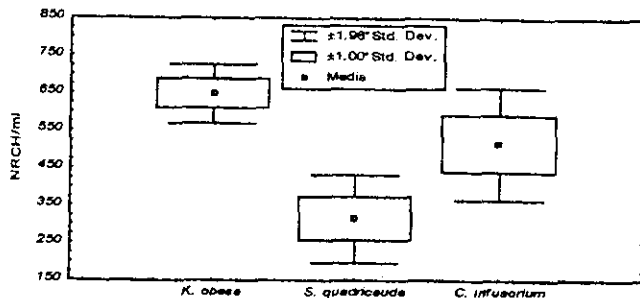 850
750
650
550
450
350
250
150
NRCH/ml
±1.96*Std. Dev.
±1.00*Std. Dev.
Media
K. obese
S. quadricauda
C. infusorium